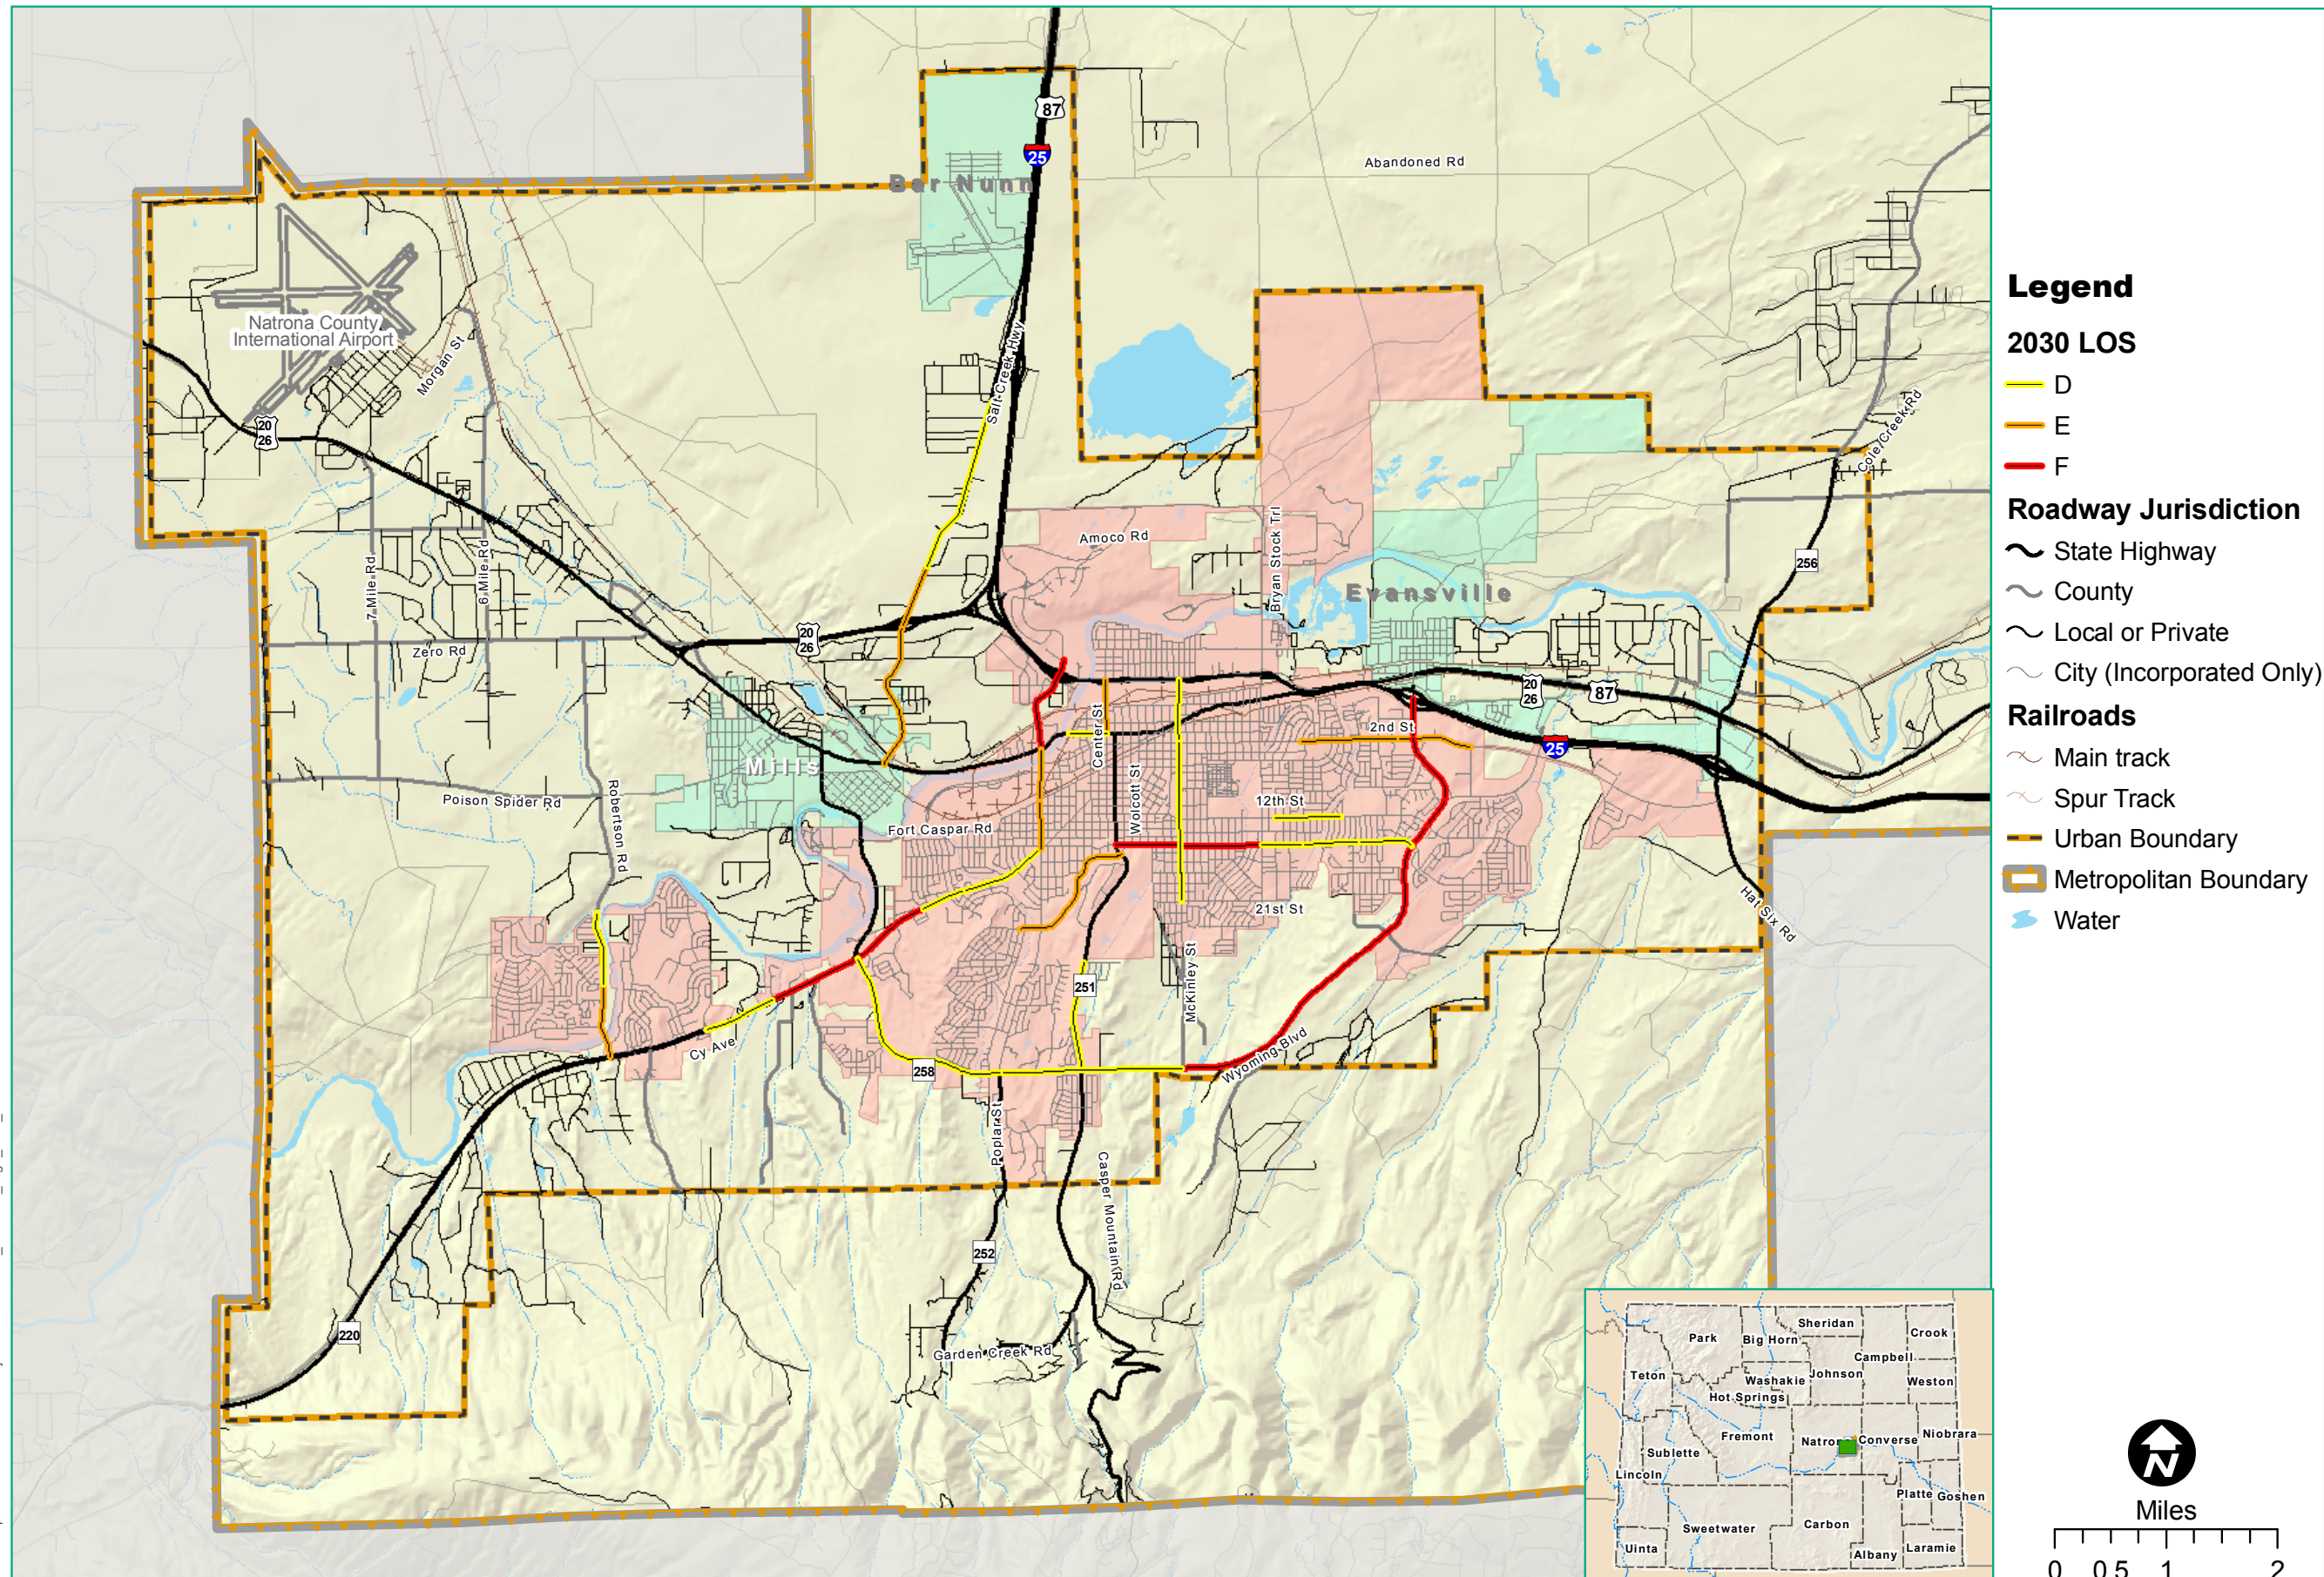 87
25
Bar Nunn
Abandoned Rd
Natrona County
International Airport
Morgan St
Salt Creek Hwy
20
26
Cole Creek Rd
Amoco Rd
Bryan Stock Trl
256
7 Mile Rd
6 Mile Rd
Evansville
20
26
Zero Rd
20
26
87
Center St
2nd St
25
Mills
Poison Spider Rd
Robertson Rd
Fort Caspar Rd
Wolcott St
12th St
21st St
Hat Six Rd
251
McKinley St
Cy Ave
258
Wyoming Blvd
Poplar St
Casper Mountain Rd
252
220
Garden Creek Rd
Legend
2030 LOS
D
E
F
Roadway Jurisdiction
State Highway
County
Local or Private
City (Incorporated Only)
Railroads
Main track
Spur Track
Urban Boundary
Metropolitan Boundary
Water
Park
Big Horn
Sheridan
Crook
Campbell
Teton
Washakie
Johnson
Weston
Hot Springs
Fremont
Natrona
Converse
Niobrara
Sublette
Lincoln
Platte
Goshen
Sweetwater
Carbon
Uinta
Albany
Laramie
N
Miles
0 0.5 1 2